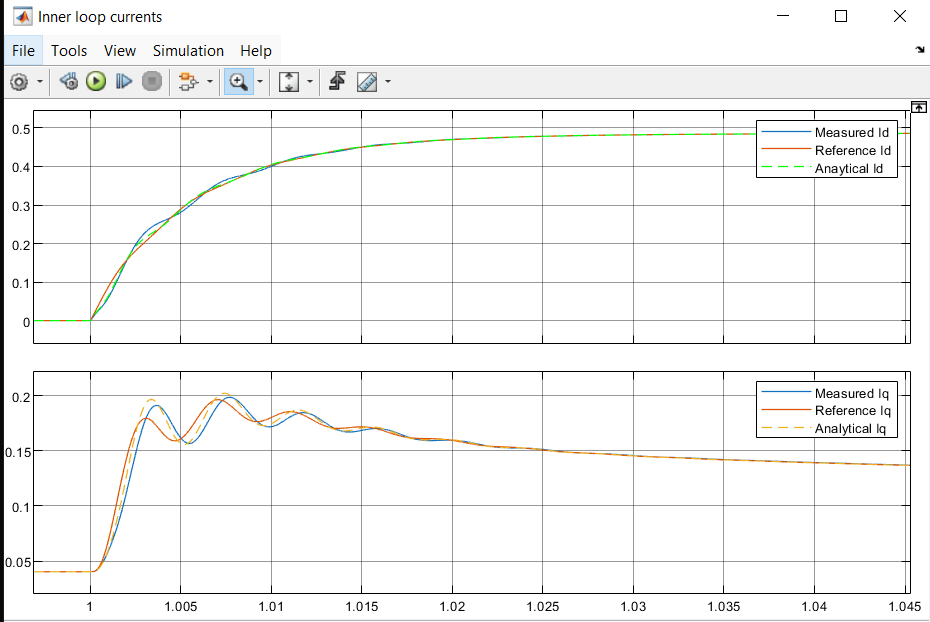 Inner loop currents
File Tools View Simulation Help
0.5
0.4
0.3
0.2
0.1
0
Measured Id
Reference Id
Anaytical Id
0.2
0.15
0.1
0.05
Measured Iq
Reference Iq
Analytical Iq
1 1.005 1.01 1.015 1.02 1.025 1.03 1.035 1.04 1.045